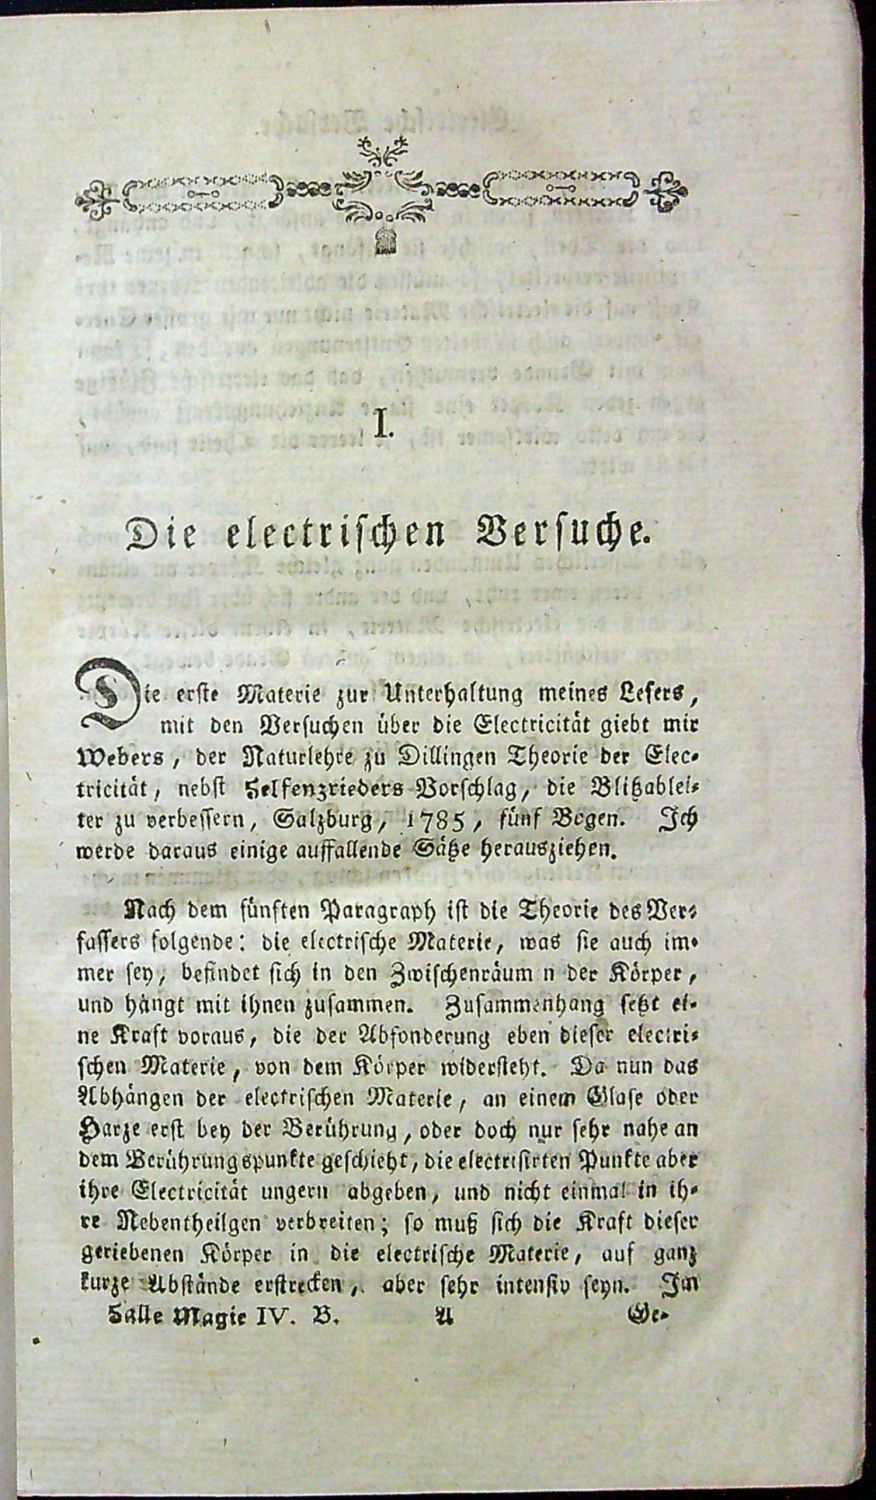 I.
Die electrischen Versuche.
Die erste Materie zur Unterhaltung meines Lesers,
mit den Versuchen über die Electricität giebt mir
Webers, der Naturlehre zu Dillingen Theorie der Elec-
tricität, nebst Helfenzrieders Vorschlag, die Blitzablei-
ter zu verbessern, Salzburg, 1785, fünf Bogen. Ich
werde daraus einige auffallende Sätze herausziehen.
Nach dem fünften Paragraph ist die Theorie des Ver-
fassers folgende: die electrische Materie, was sie auch im-
mer sey, befindet sich in den Zwischenräum n der Körper,
und hängt mit ihnen zusammen. Zusammenhang setzt ei-
ne Kraft voraus, die der Absonderung eben dieser electri-
schen Materie, von dem Körper widersteht. Da nun das
Abhängen der electrischen Materie, an einem Glase oder
Harze erst bey der Berührung, oder doch nur sehr nahe an
dem Berührungspunkte geschieht, die electrisirten Punkte aber
ihre Electricität ungern abgeben, und nicht einmal in ih-
re Nebentheilgen verbreiten; so muß sich die Kraft dieser
geriebenen Körper in die electrische Materie, auf ganz
kurze Abstände erstrecken, aber sehr intensiv seyn. Im
Halle Magie IV. B. A Ge-